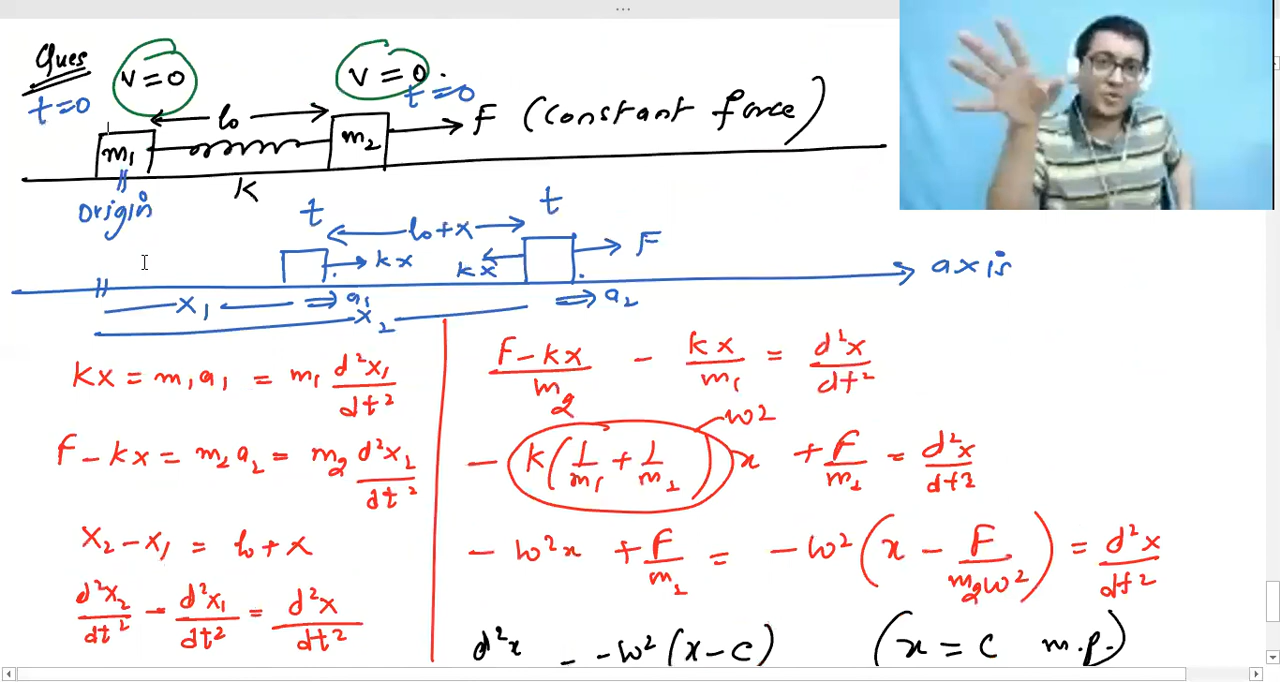 Ques
t=0
v=0
v=0
t=0
l₀
m₁
m₂
F (constant force)
K
origin
t
t
l₀+x
kx
kx
F
x₁
a₁
x₂
a₂
axis
kx = m₁a₁ = m₁ d²x₁/dt²
F - kx = m₂a₂ = m₂ d²x₂/dt²
x₂ - x₁ = l₀ + x
d²x₂/dt² - d²x₁/dt² = d²x/dt²
(F-kx)/m₂ - kx/m₁ = d²x/dt²
ω²
- k(1/m₁ + 1/m₂)x + F/m₂ = d²x/dt²
- ω²x + F/m₂ = -ω²(x - F/(m₂ω²)) = d²x/dt²
d²x = -ω²(x-c) (x = c m.p.)